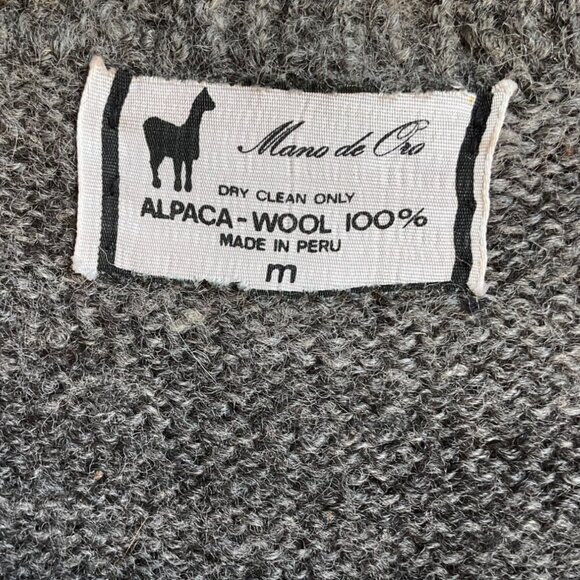 Mano de Oro
DRY CLEAN ONLY
ALPACA-WOOL 100%
MADE IN PERU
m